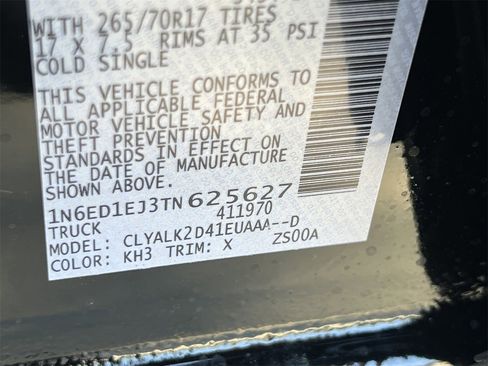 WITH 265/70R17 TIRES
17 X 7.5 RIMS AT 35 PSI
COLD SINGLE
THIS VEHICLE CONFORMS TO
ALL APPLICABLE FEDERAL
MOTOR VEHICLE SAFETY AND
THEFT PREVENTION
STANDARDS IN EFFECT ON
THE DATE OF MANUFACTURE
SHOWN ABOVE.
1N6ED1EJ3TN625627
TRUCK 411970
MODEL: CLYALK2D41EUAAA--D
COLOR: KH3 TRIM: X ZS00A